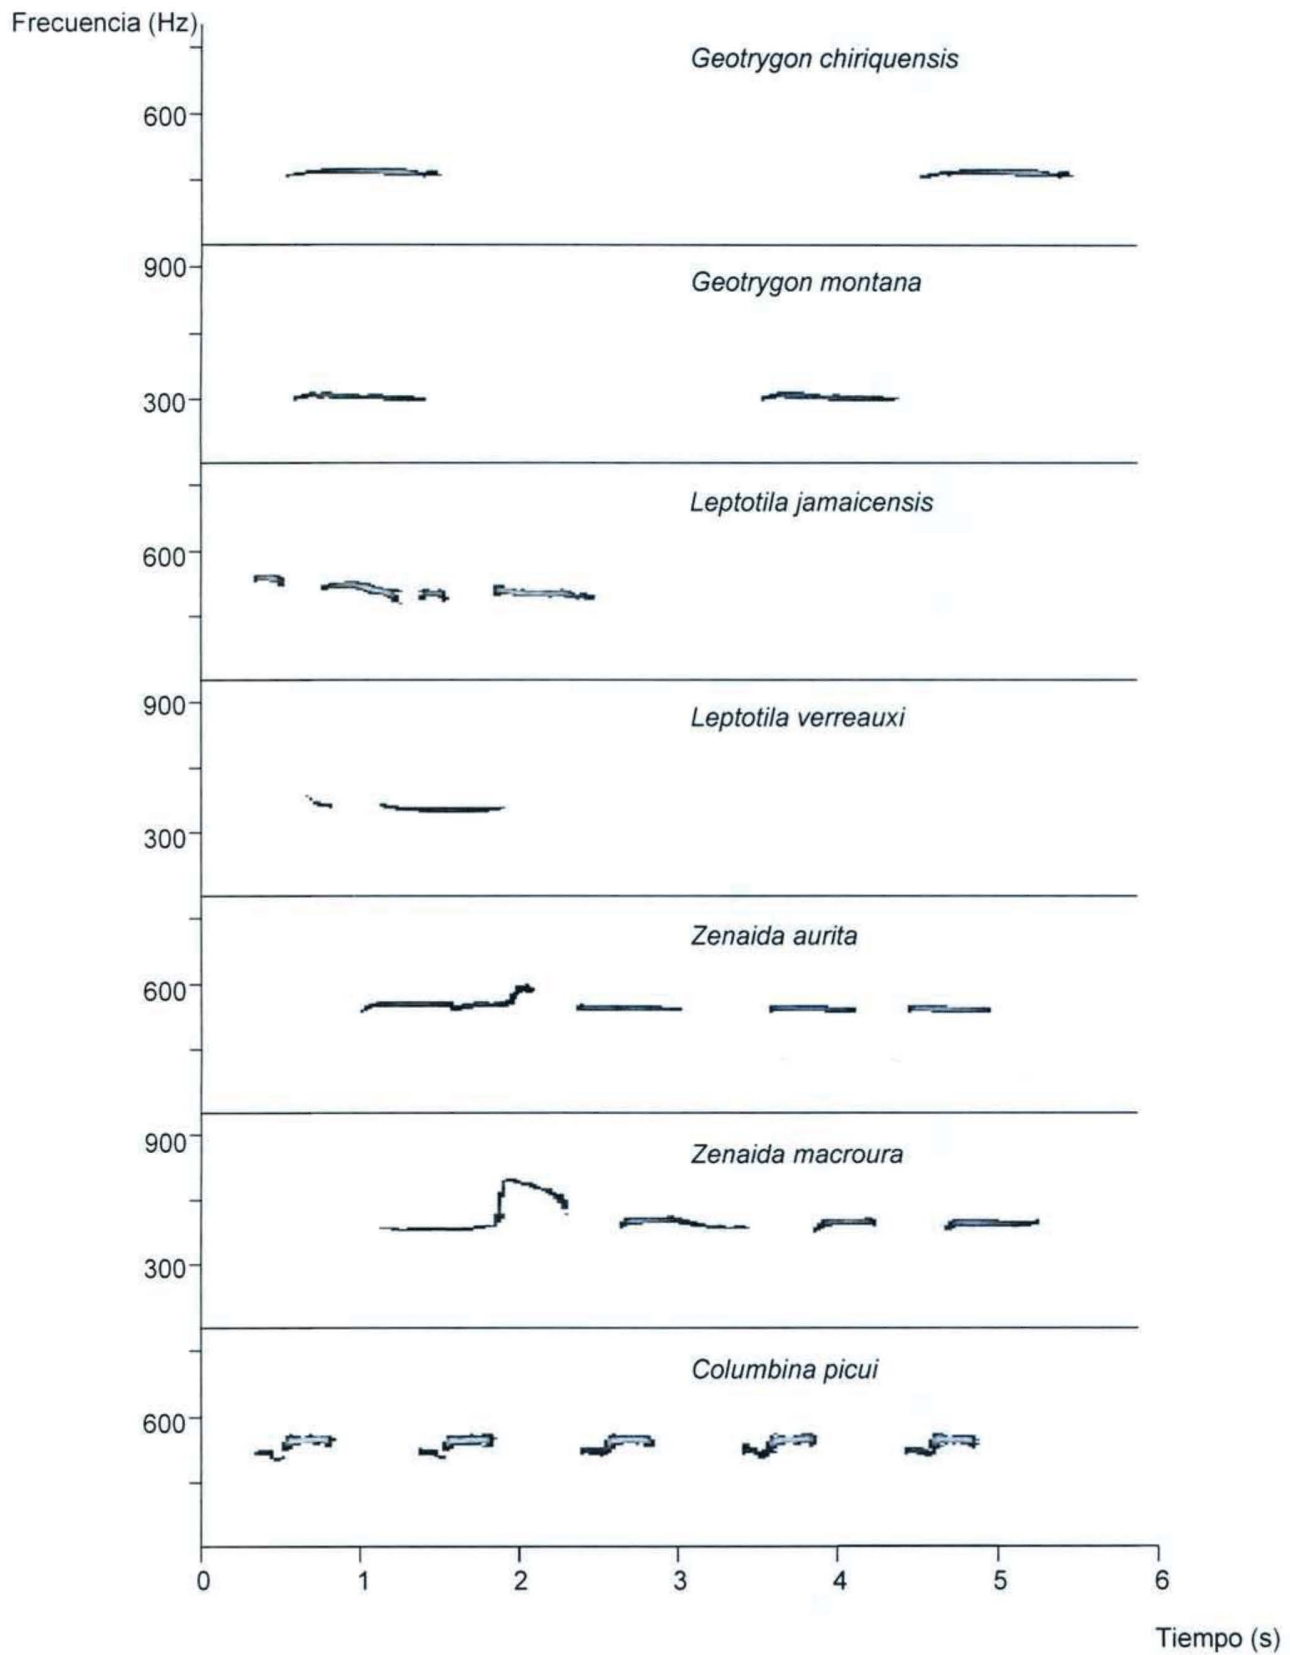 Frecuencia (Hz)
Geotrygon chiriquensis
600
900
Geotrygon montana
300
Leptotila jamaicensis
600
900
Leptotila verreauxi
300
Zenaida aurita
600
900
Zenaida macroura
300
Columbina picui
600
0 1 2 3 4 5 6
Tiempo (s)